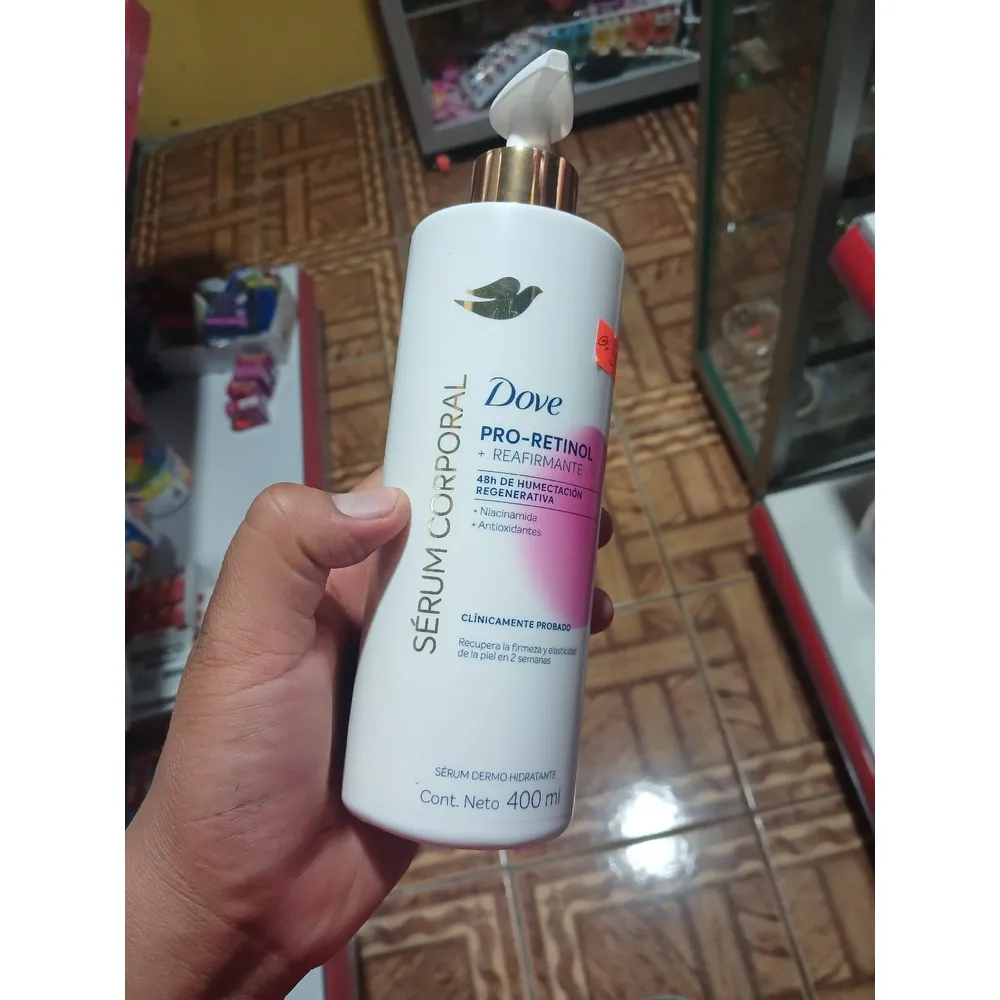 SÉRUM CORPORAL
Dove
PRO-RETINOL
+ REAFIRMANTE
48h DE HUMECTACIÓN
REGENERATIVA
+ Niacinamida
+ Antioxidantes
CLÍNICAMENTE PROBADO
Recupera la firmeza y elasticidad
de la piel en 2 semanas
SÉRUM DERMO HIDRATANTE
Cont. Neto 400 ml